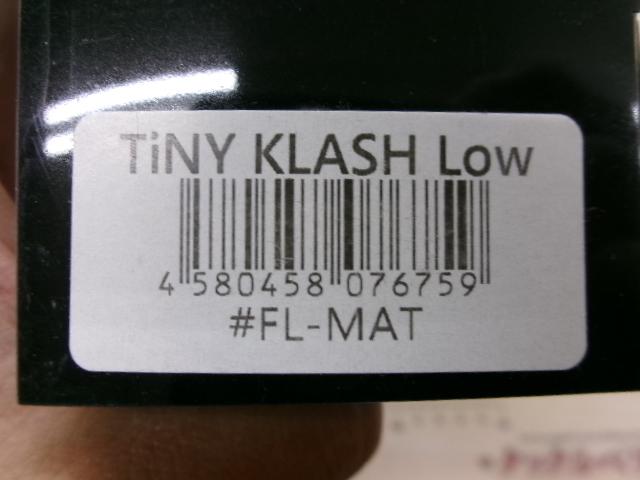 TiNY KLASH Low
4 580458 076759
#FL-MAT